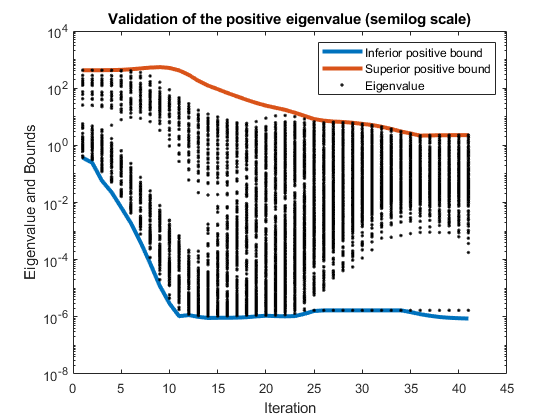 Validation of the positive eigenvalue (semilog scale)
Inferior positive bound
Superior positive bound
Eigenvalue
Eigenvalue and Bounds
10^4
10^2
10^0
10^-2
10^-4
10^-6
10^-8
0 5 10 15 20 25 30 35 40 45
Iteration